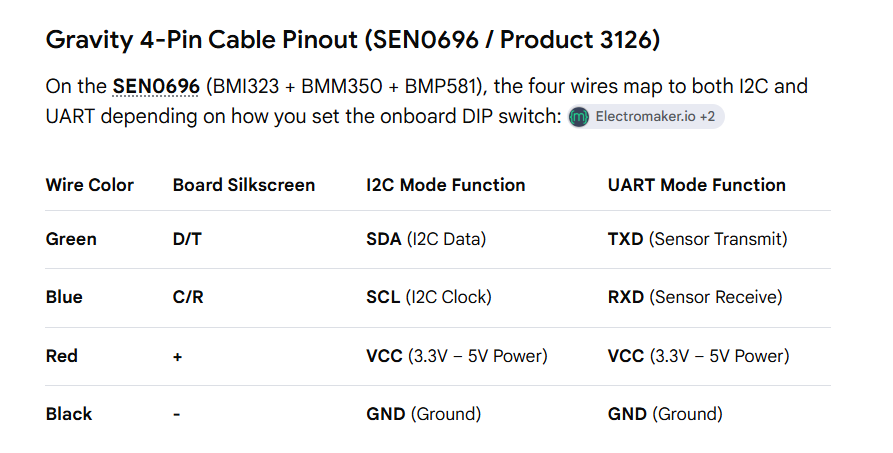 Gravity 4-Pin Cable Pinout (SEN0696 / Product 3126)
On the SEN0696 (BMI323 + BMM350 + BMP581), the four wires map to both I2C and
UART depending on how you set the onboard DIP switch: (m) Electromaker.io +2
Wire Color Board Silkscreen I2C Mode Function UART Mode Function
Green D/T SDA (I2C Data) TXD (Sensor Transmit)
Blue C/R SCL (I2C Clock) RXD (Sensor Receive)
Red + VCC (3.3V – 5V Power) VCC (3.3V – 5V Power)
Black - GND (Ground) GND (Ground)